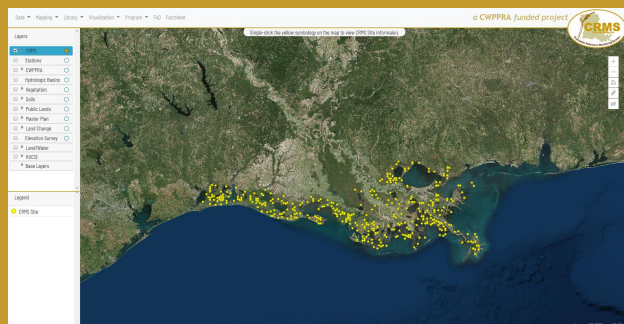 Data Mapping Library Visualization Program FAQ Factsheet
a CWPPRA funded project
CRMS
Single-click the yellow symbology on the map to view CRMS Site information.
Layers
CRMS
Stations
CWPPRA
Hydrologic Basins
Vegetation
Soils
Public Lands
Master Plan
Land Change
Elevation Survey
Land/Water
Base Layers
Legend
CRMS Site